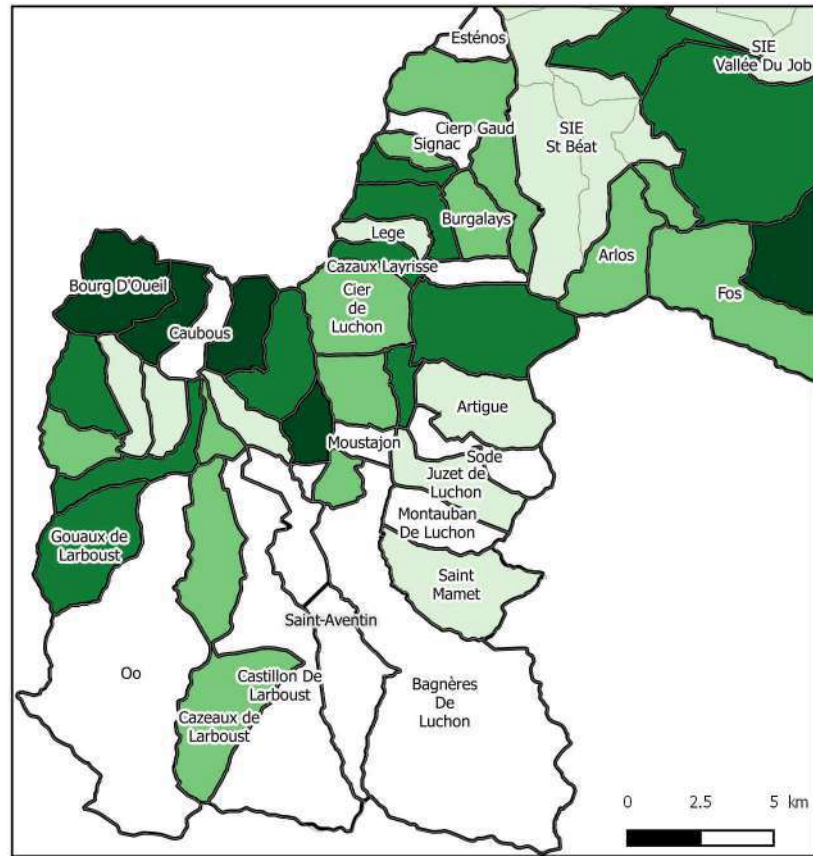 Esténos
SIE
Vallée Du Job
Cierp Gaud
Signac
SIE
St Béat
Burgalays
Lege
Arlos
Cazaux Layrisse
Bourg D'Oueil
Cier
de
Luchon
Fos
Caubous
Artigue
Moustajon
Sode
Juzet de
Luchon
Montauban
De Luchon
Gouaux de
Larboust
Saint
Mamet
Saint-Aventin
Oo
Castillon De
Larboust
Bagnères
De
Luchon
Cazeaux de
Larboust
0 2.5 5 km